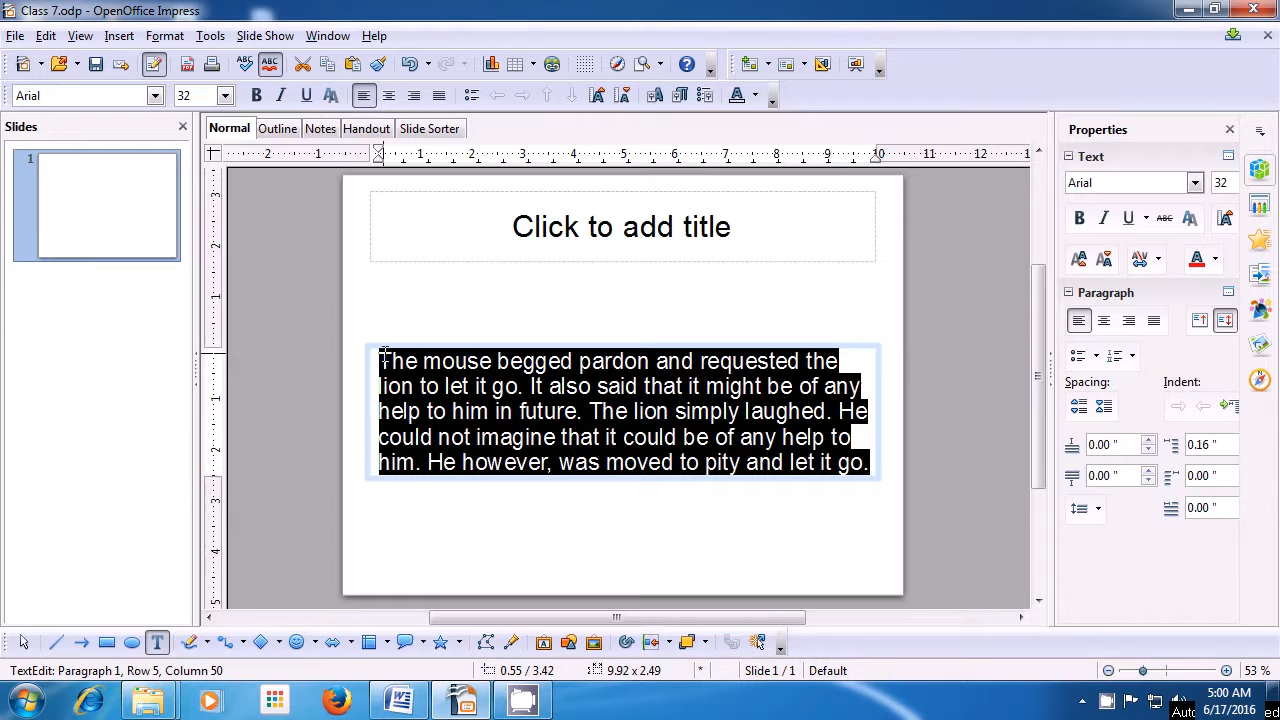 Class 7.odp - OpenOffice Impress
File Edit View Insert Format Tools Slide Show Window Help
Arial 32
Slides
Normal Outline Notes Handout Slide Sorter
Properties
Text
Arial 32
Paragraph
Spacing: Indent:
0.00 " 0.16 "
0.00 " 0.00 "
0.00 "
1
Click to add title
The mouse begged pardon and requested the
lion to let it go. It also said that it might be of any
help to him in future. The lion simply laughed. He
could not imagine that it could be of any help to
him. He however, was moved to pity and let it go.
TextEdit: Paragraph 1, Row 5, Column 50 0.55 / 3.42 9.92 x 2.49 * Slide 1 / 1 Default 53 %
5:00 AM
6/17/2016